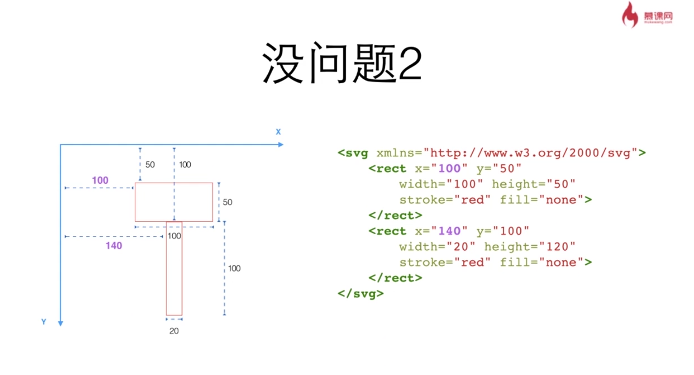 慕课网
没问题2
X
50
100
100
50
100
140
100
Y
20
<svg xmlns="http://www.w3.org/2000/svg">
<rect x="100" y="50"
width="100" height="50"
stroke="red" fill="none">
</rect>
<rect x="140" y="100"
width="20" height="120"
stroke="red" fill="none">
</rect>
</svg>